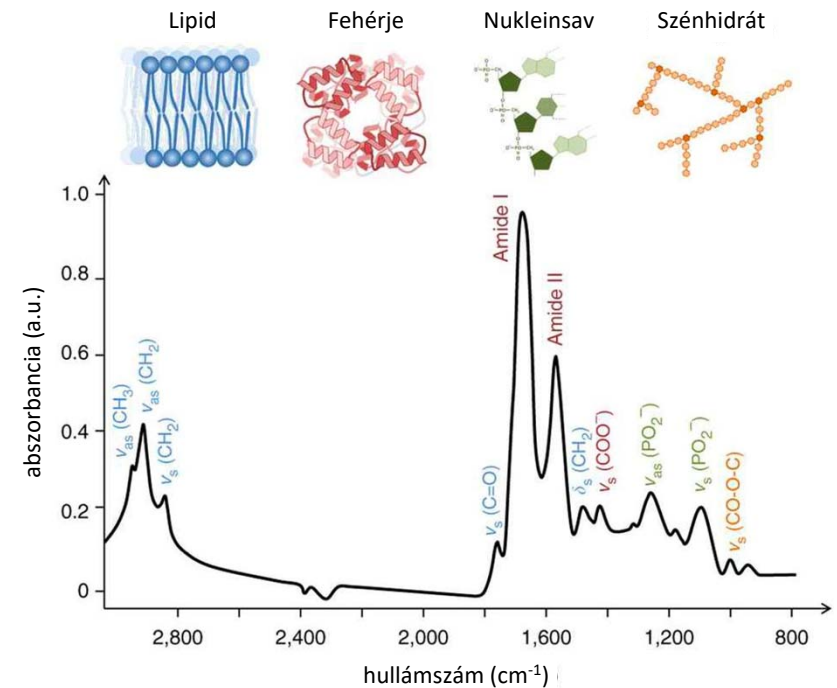 Lipid
Fehérje
Nukleinsav
Szénhidrát
abszorbancia (a.u.)
1.0
0.8
0.6
0.4
0.2
0
νas (CH3)
νas (CH2)
νs (CH2)
νs (C=O)
Amide I
Amide II
δs (CH2)
νs (COO⁻)
νas (PO2⁻)
νs (PO2⁻)
νs (CO-O-C)
2,800
2,400
2,000
1,600
1,200
800
hullámszám (cm-1)